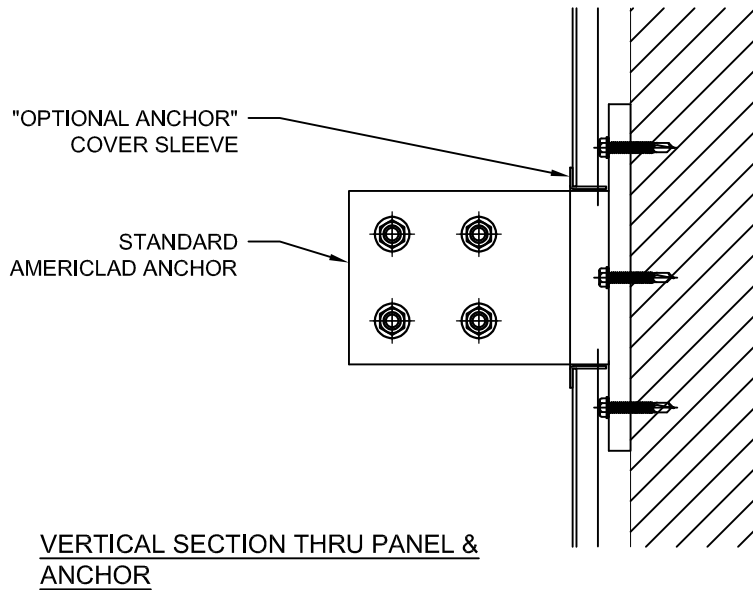 "OPTIONAL ANCHOR"
COVER SLEEVE
STANDARD
AMERICLAD ANCHOR
VERTICAL SECTION THRU PANEL &
ANCHOR